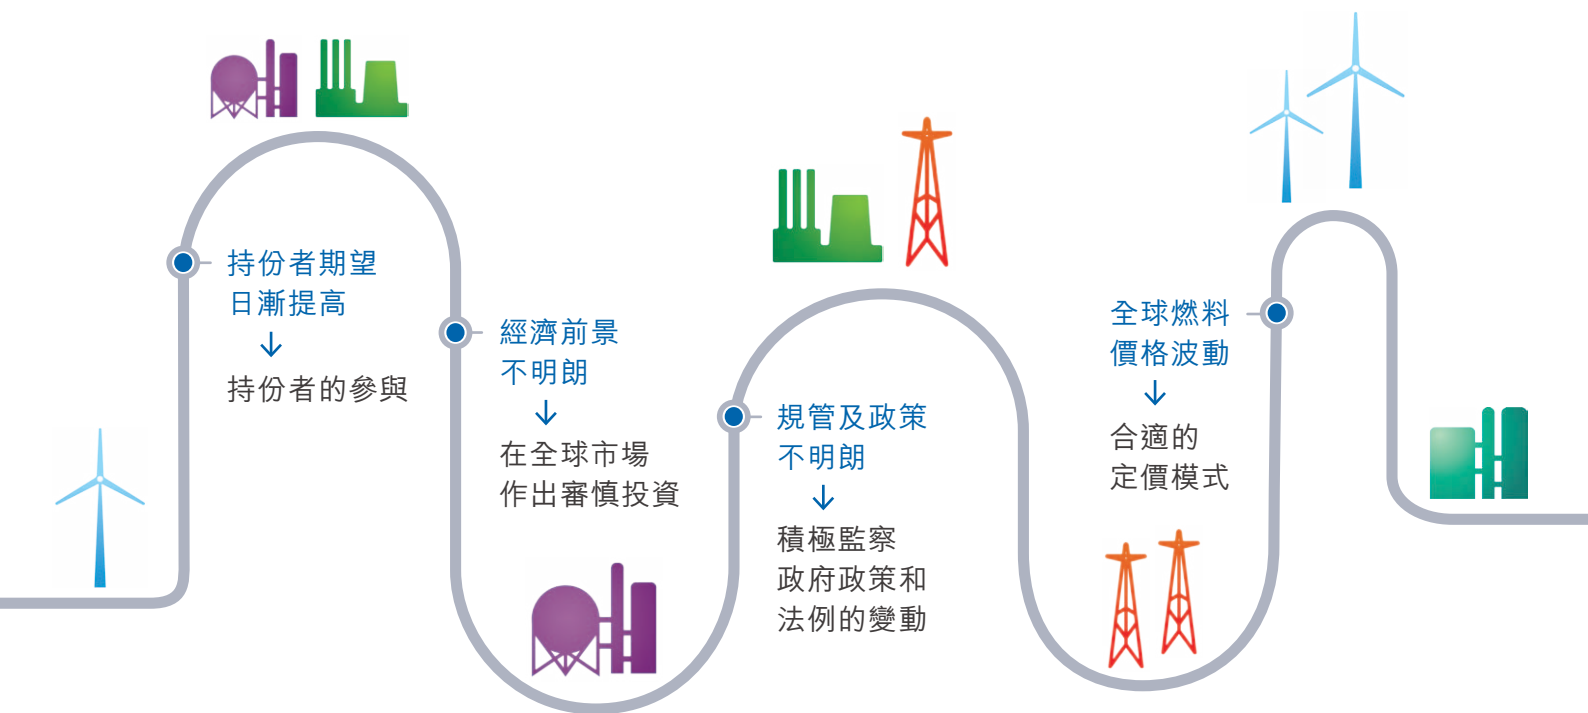 持份者期望
日漸提高
持份者的參與
經濟前景
不明朗
在全球市場
作出審慎投資
規管及政策
不明朗
積極監察
政府政策和
法例的變動
全球燃料
價格波動
合適的
定價模式